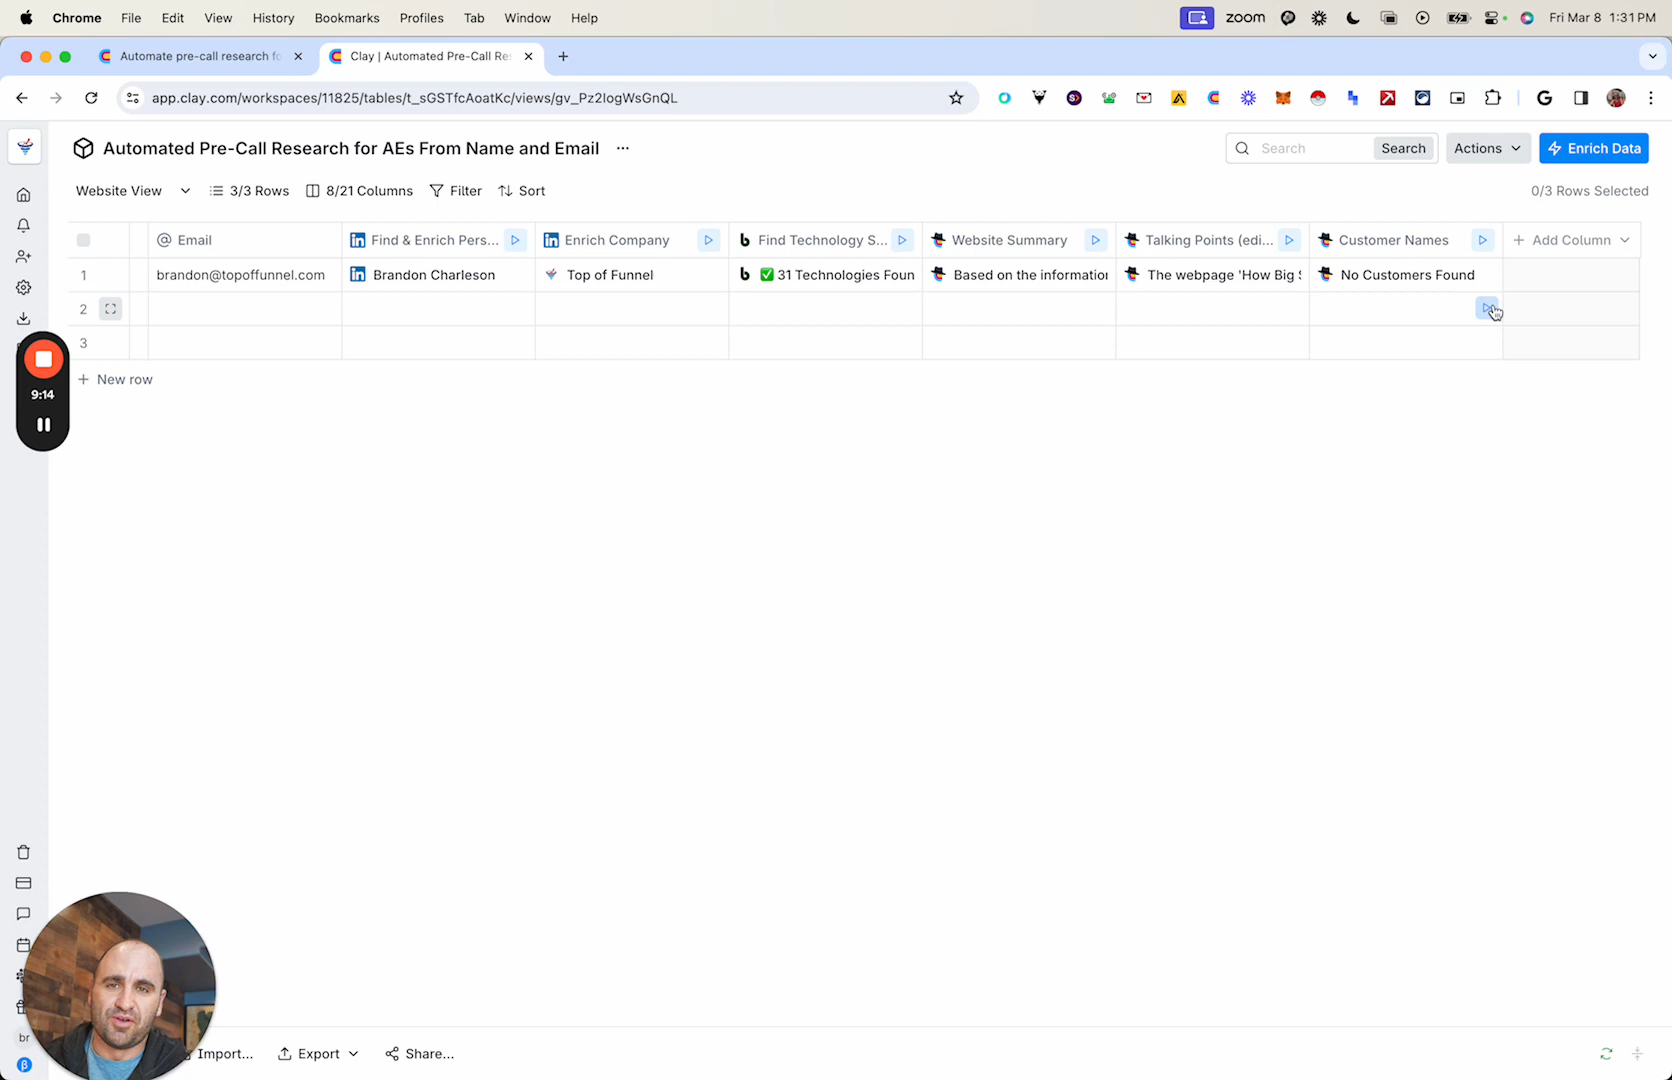 Chrome File Edit View History Bookmarks Profiles Tab Window Help zoom Fri Mar 8 1:31PM
Automate pre-call research fo Clay | Automated Pre-Call Re
app.clay.com/workspaces/11825/tables/t_sGSTfcAoatKc/views/gv_Pz2IogWsGnQL
Automated Pre-Call Research for AEs From Name and Email ... Search Search Actions Enrich Data
Website View 3/3 Rows 8/21 Columns Filter Sort 0/3 Rows Selected
Email Find & Enrich Pers... Enrich Company Find Technology S... Website Summary Talking Points (edi... Customer Names + Add Column
1 brandon@topoffunnel.com Brandon Charleson Top of Funnel 31 Technologies Foun Based on the information The webpage 'How Big S No Customers Found
2
3
+ New row
9:14
br
β
Import... Export Share...